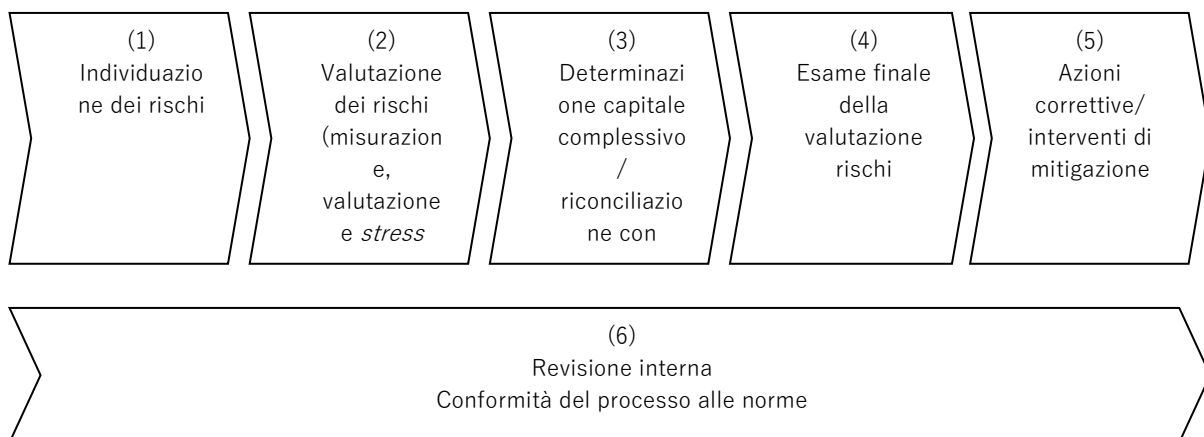 (1)
Individuazio
ne dei rischi
(2)
Valutazione
dei rischi
(misurazion
e,
valutazione
e stress
(3)
Determinazi
one capitale
complessivo
/
riconciliazio
ne con
(4)
Esame finale
della
valutazione
rischi
(5)
Azioni
correttive/
interventi di
mitigazione
(6)
Revisione interna
Conformità del processo alle norme